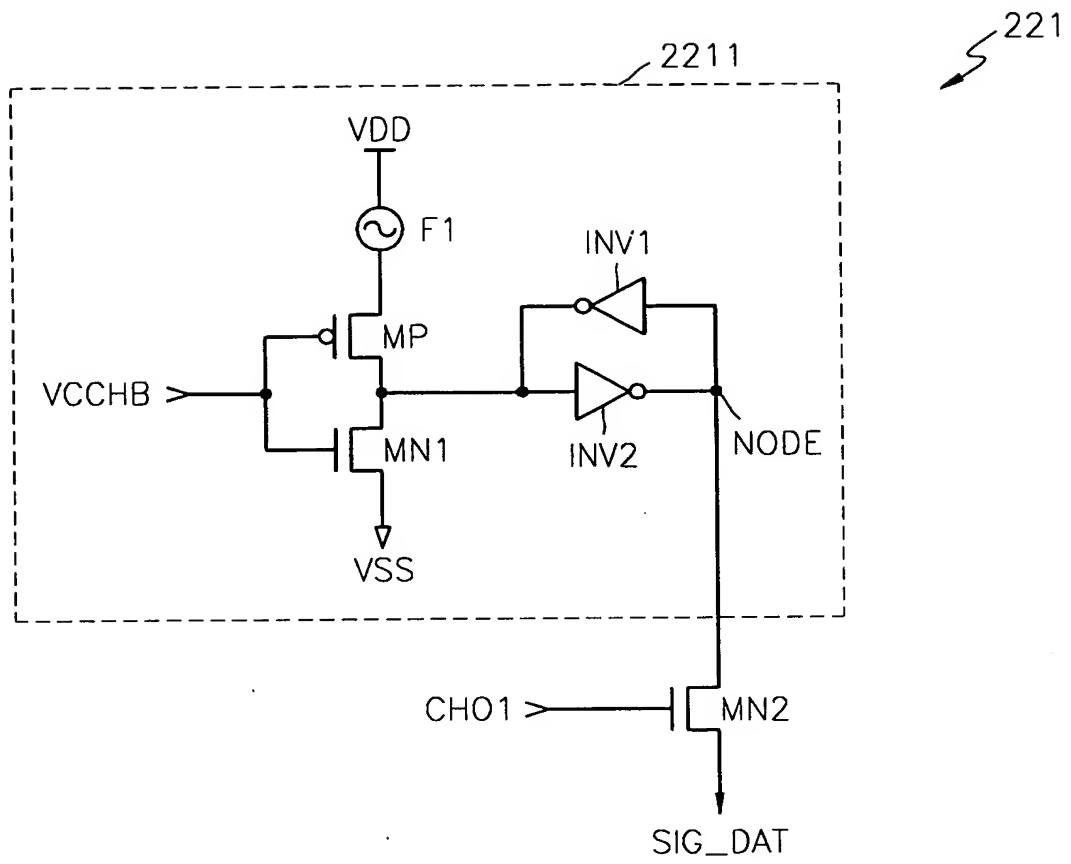 221
2211
VDD
F1
INV1
MP
VCCHB
MN1
INV2
NODE
VSS
CHO1
MN2
SIG_DAT